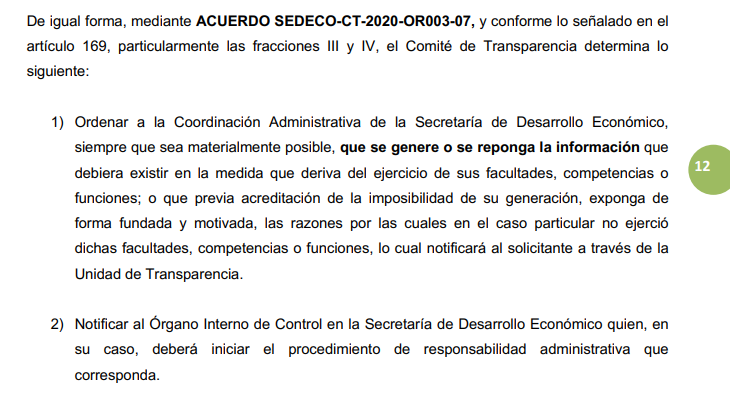 De igual forma, mediante ACUERDO SEDECO-CT-2020-OR003-07, y conforme lo señalado en el
artículo 169, particularmente las fracciones III y IV, el Comité de Transparencia determina lo
siguiente:
1) Ordenar a la Coordinación Administrativa de la Secretaría de Desarrollo Económico,
siempre que sea materialmente posible, que se genere o se reponga la información que
debiera existir en la medida que deriva del ejercicio de sus facultades, competencias o
funciones; o que previa acreditación de la imposibilidad de su generación, exponga de
forma fundada y motivada, las razones por las cuales en el caso particular no ejerció
dichas facultades, competencias o funciones, lo cual notificará al solicitante a través de la
Unidad de Transparencia.
12
2) Notificar al Órgano Interno de Control en la Secretaría de Desarrollo Económico quien, en
su caso, deberá iniciar el procedimiento de responsabilidad administrativa que
corresponda.